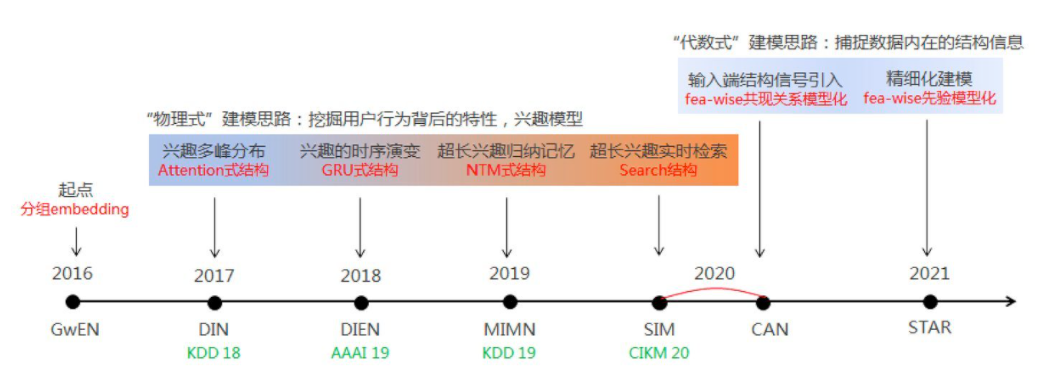 “代数式”建模思路：捕捉数据内在的结构信息
输入端结构信号引入 精细化建模
fea-wise共现关系模型化 fea-wise先验模型化
“物理式”建模思路：挖掘用户行为背后的特性，兴趣模型
兴趣多峰分布 兴趣的时序演变 超长兴趣归纳记忆 超长兴趣实时检索
Attention式结构 GRU式结构 NTM式结构 Search结构
起点
分组embedding
2016 2017 2018 2019 2020 2021
GwEN DIN DIEN MIMN SIM CAN STAR
KDD 18 AAAI 19 KDD 19 CIKM 20